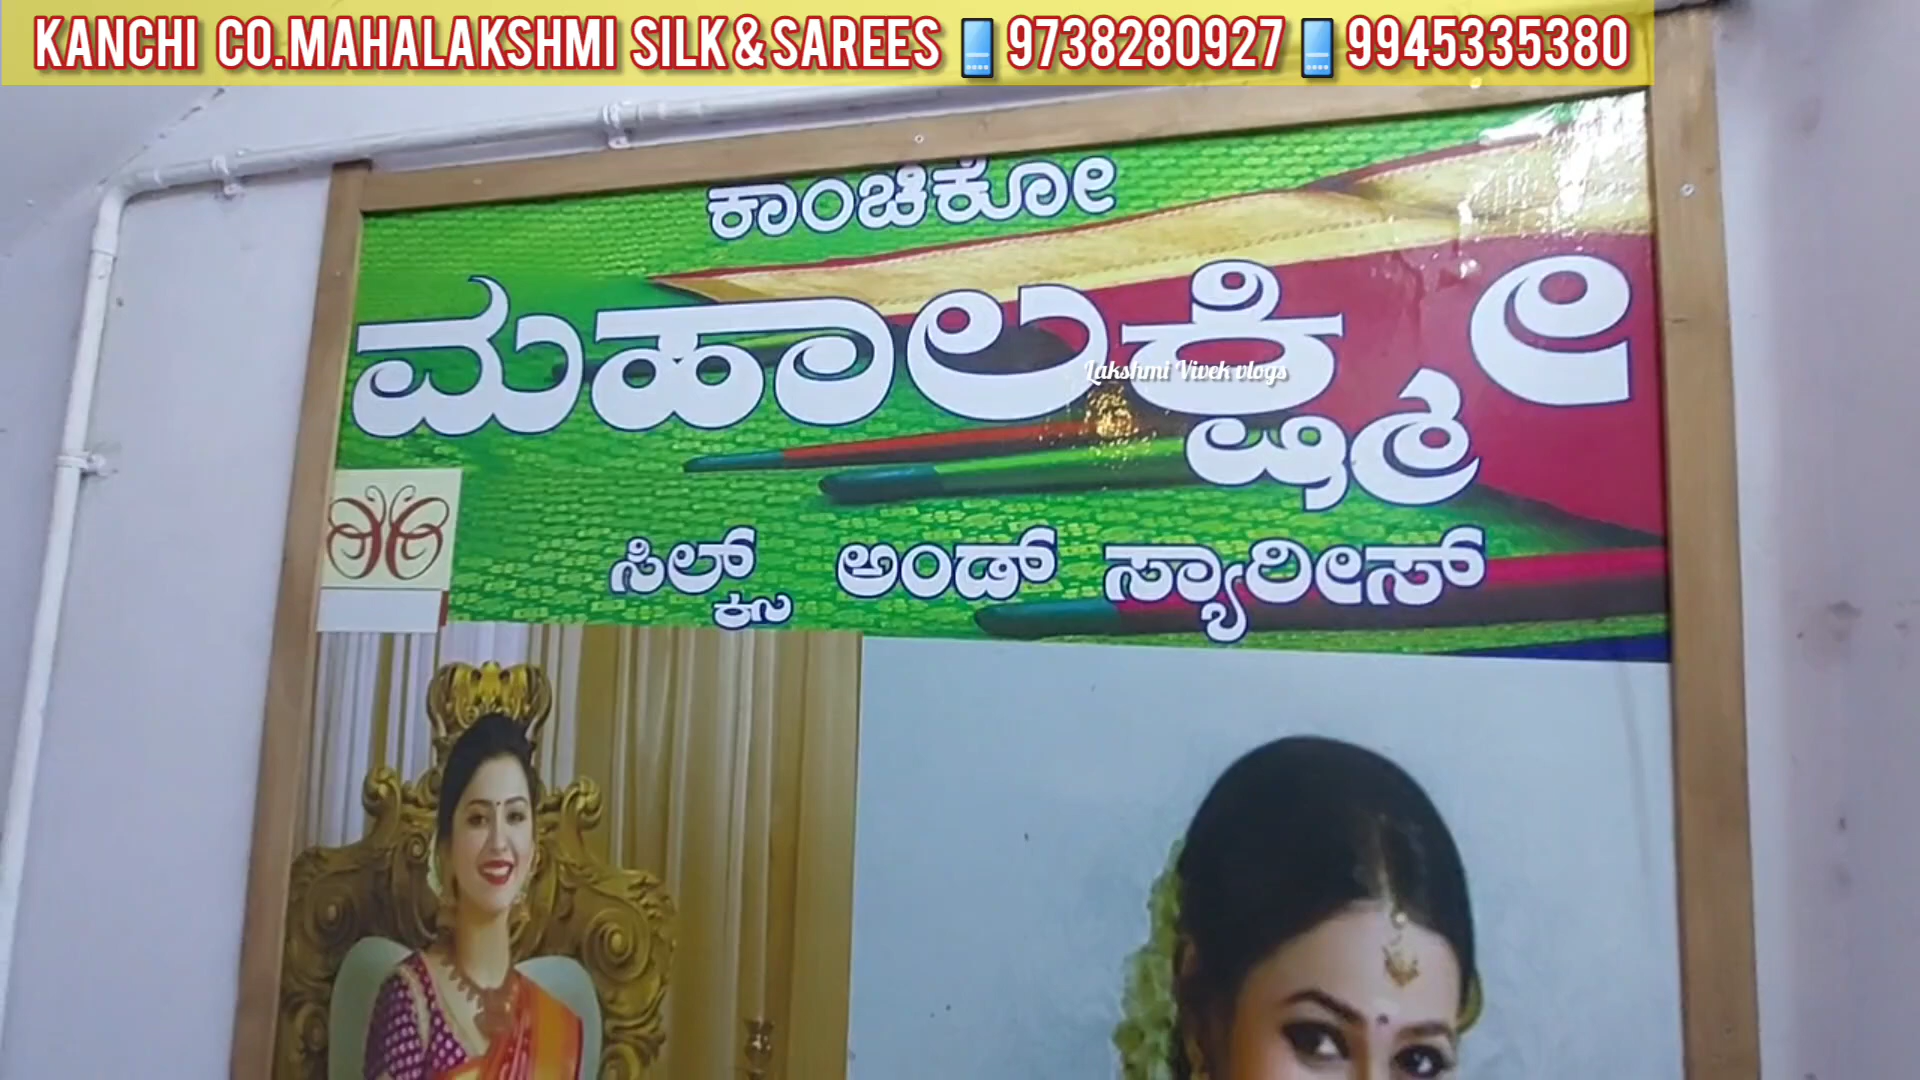 KANCHI CO.MAHALAKSHMI SILK & SAREES 9738280927 9945335380
ಕಾಂಚಿಕೋ
ಮಹಾಲಕ್ಷ್ಮೀ
Lakshmi Vivek vlogs
ಸಿಲ್ಕ್ಸ್ ಅಂಡ್ ಸ್ಯಾರೀಸ್